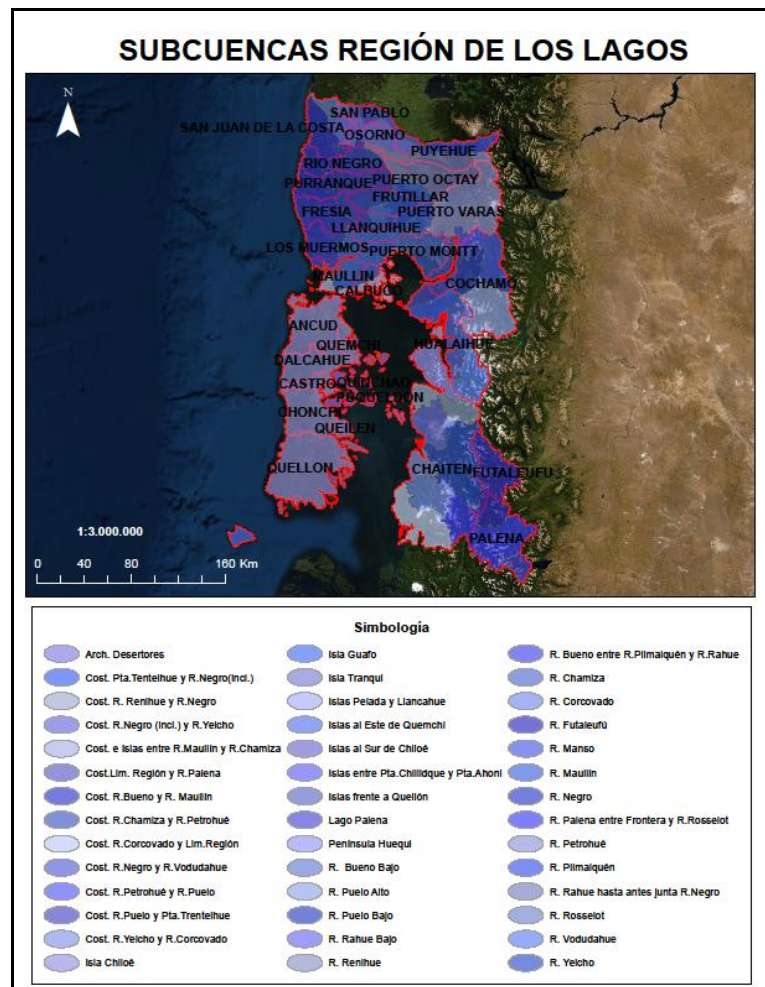 SUBCUENCAS REGIÓN DE LOS LAGOS
N
SAN PABLO
SAN JUAN DE LA COSTA
OSORNO
PUYEHUE
RIO NEGRO
PURRANQUE
PUERTO OCTAY
FRUTILLAR
FRESIA
PUERTO VARAS
LLANQUIHUE
LOS MUERMOS
PUERTO MONTT
MAULLIN
COCHAMO
CALBUCO
ANCUD
QUEMCHI
HUALAIHUE
DALCAHUE
CASTRO
QUINCHAO
PUQUELDON
CHONCHI
QUEILEN
QUELLON
CHAITEN
FUTALEUFU
PALENA
1:3.000.000
0 40 80 160 Km
Simbología
Arch. Desertores
Cost. Pta.Tentelhue y R.Negro(Incl.)
Cost. R. Renihue y R.Negro
Cost. R.Negro (Incl.) y R.Yelcho
Cost. e Islas entre R.Maullin y R.Chamiza
Cost.Lim. Región y R.Palena
Cost. R.Bueno y R. Maullin
Cost. R.Chamiza y R.Petrohué
Cost. R.Corcovado y Lim.Región
Cost. R.Negro y R.Vodudahue
Cost. R.Petrohué y R.Puelo
Cost. R.Puelo y Pta.Trentelhue
Cost. R.Yelcho y R.Corcovado
Isla Chiloé
Isla Guafo
Isla Tranqui
Islas Pelada y Llancahue
Islas al Este de Quemchi
Islas al Sur de Chiloé
Islas entre Pta.Chillidque y Pta.Ahoni
Islas frente a Quellón
Lago Palena
Peninsula Huequi
R. Bueno Bajo
R. Puelo Alto
R. Puelo Bajo
R. Rahue Bajo
R. Renihue
R. Bueno entre R.Pilmaiquén y R.Rahue
R. Chamiza
R. Corcovado
R. Futaleufú
R. Manso
R. Maullin
R. Negro
R. Palena entre Frontera y R.Rosselot
R. Petrohué
R. Pilmaiquén
R. Rahue hasta antes junta R.Negro
R. Rosselot
R. Vodudahue
R. Yelcho